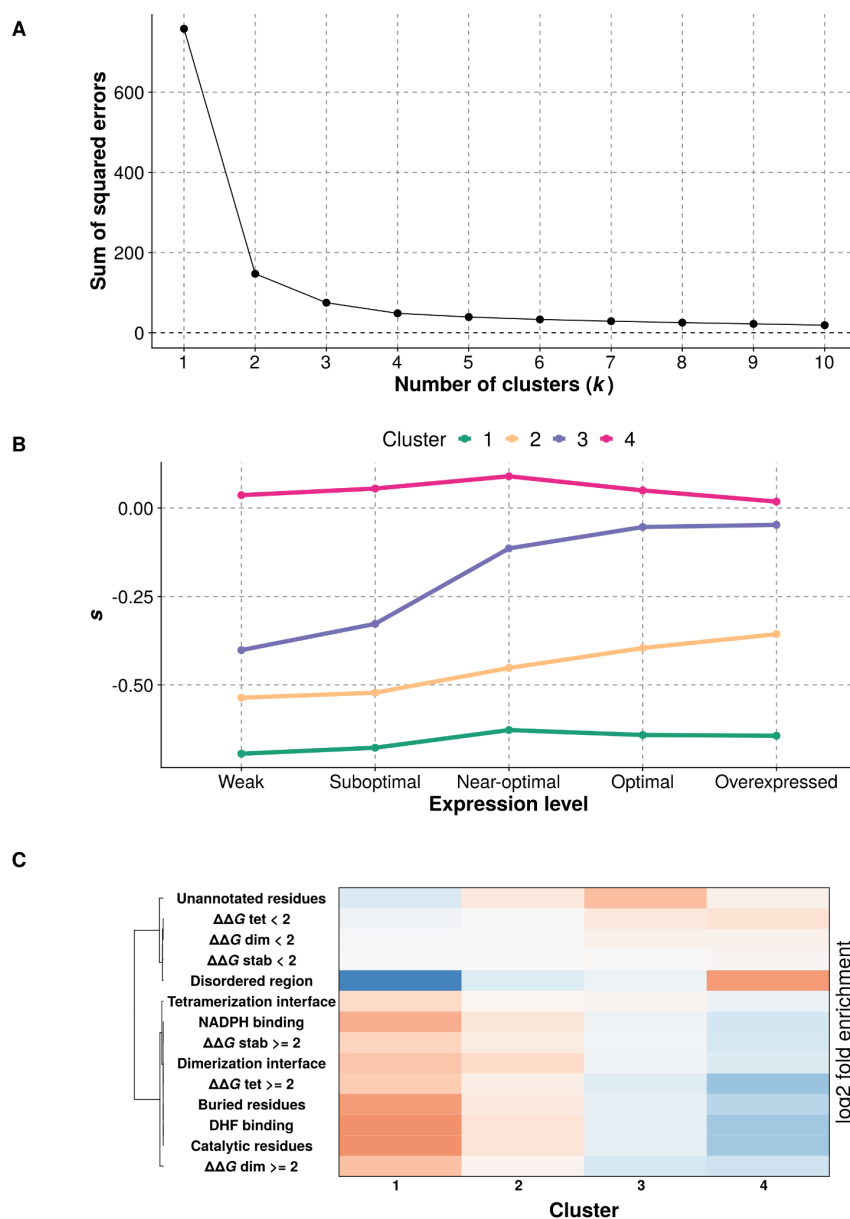 A
Sum of squared errors
600
400
200
0
1 2 3 4 5 6 7 8 9 10
Number of clusters (k)
B
Cluster 1 2 3 4
s
0.00
-0.25
-0.50
Weak Suboptimal Near-optimal Optimal Overexpressed
Expression level
C
Unannotated residues
ΔΔG tet < 2
ΔΔG dim < 2
ΔΔG stab < 2
Disordered region
Tetramerization interface
NADPH binding
ΔΔG stab >= 2
Dimerization interface
ΔΔG tet >= 2
Buried residues
DHF binding
Catalytic residues
ΔΔG dim >= 2
log2 fold enrichment
1 2 3 4
Cluster